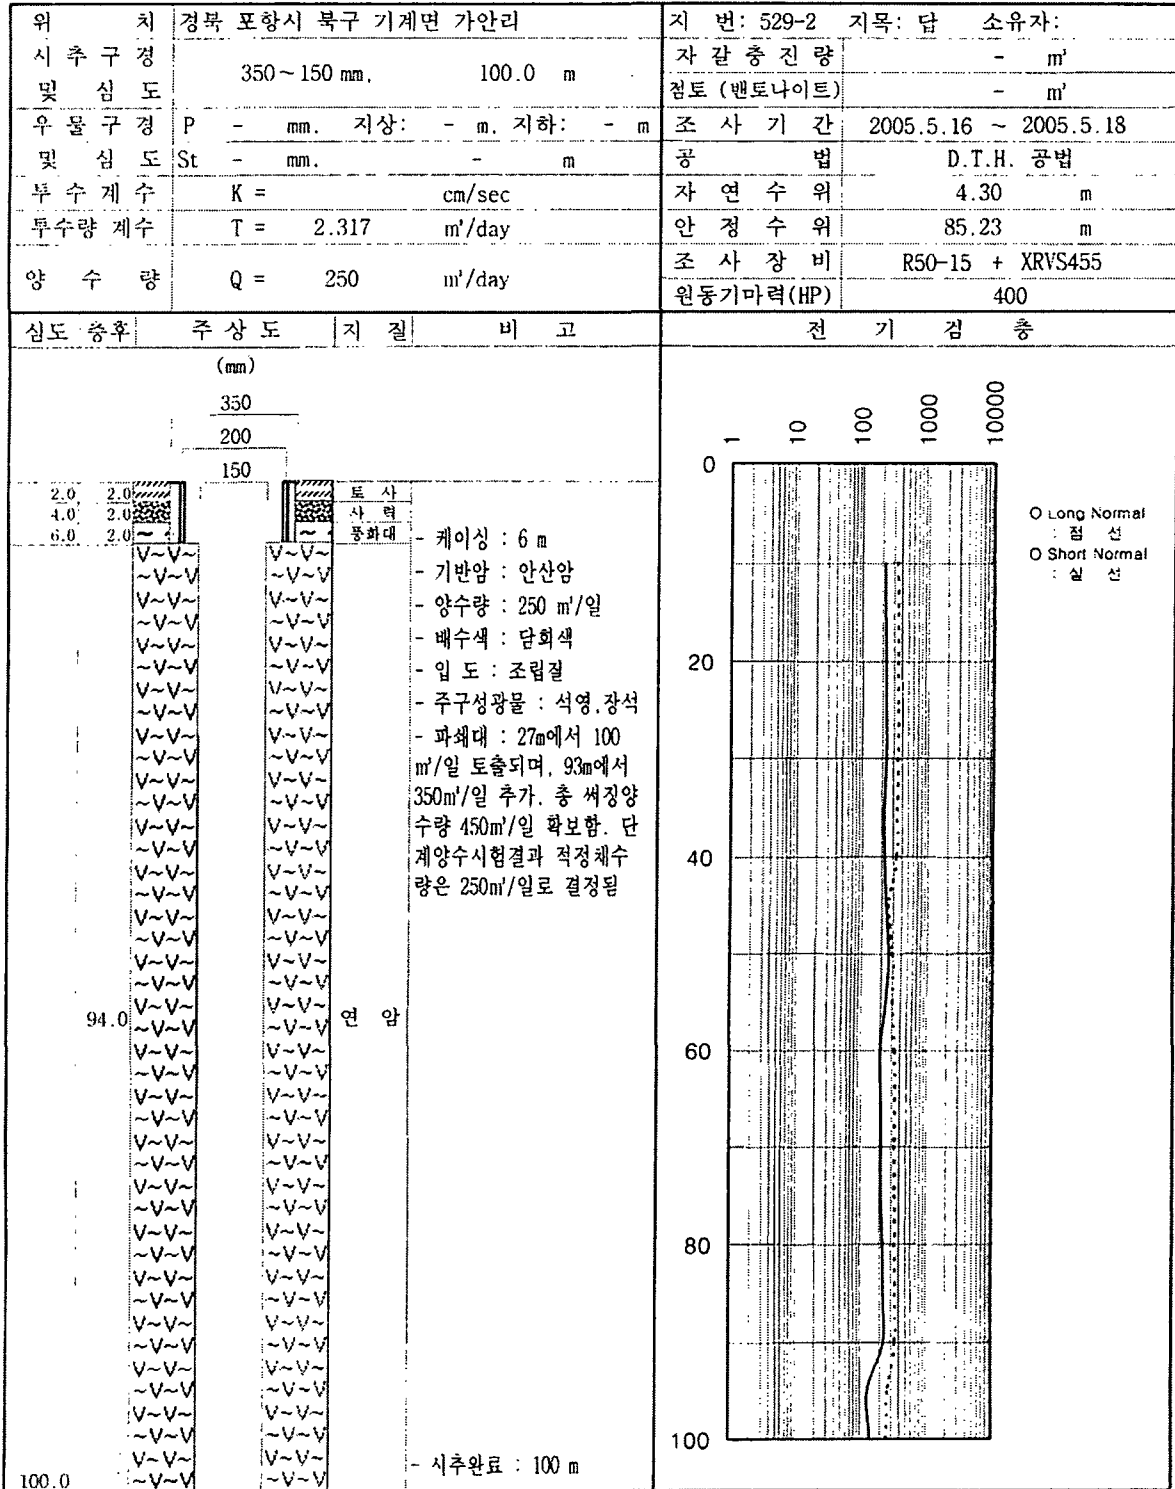 위 치 경북 포항시 북구 기계면 가안리 지 번: 529-2 지목: 답 소유자:
시 추 구 경 및 심 도 350~150 mm. 100.0 m
자 갈 충 진 량 - ㎥
점토 (밴토나이트) - ㎥
우 물 구 경 및 심 도 P - mm. 지상: - m. 지하: - m
St - mm. - m
조 사 기 간 2005.5.16 ~ 2005.5.18
공 법 D.T.H. 공법
투 수 계 수 K = cm/sec
자 연 수 위 4.30 m
투수량 계수 T = 2.317 ㎥/day
안 정 수 위 85.23 m
양 수 량 Q = 250 ㎥/day
조 사 장 비 R50-15 + XRVS455
원동기마력(HP) 400
심도 층후 주 상 도 지 질 비 고 전 기 검 층
(mm)
350
200
150
2.0 2.0 토 사
4.0 2.0 사 력
6.0 2.0 풍화대
- 케이싱 : 6 m
- 기반암 : 안산암
- 양수량 : 250 ㎥/일
- 배수색 : 담회색
- 입 도 : 조립질
- 주구성광물 : 석영.장석
- 파쇄대 : 27m에서 100
㎥/일 토출되며, 93m에서
350㎥/일 추가. 총 써징양
수량 450㎥/일 확보함. 단
계양수시험결과 적정채수
량은 250㎥/일로 결정됨
94.0 연 암
- 시추완료 : 100 m
100.0
1 10 100 1000 10000
0
20
40
60
80
100
O Long Normal
: 점 선
O Short Normal
: 실 선